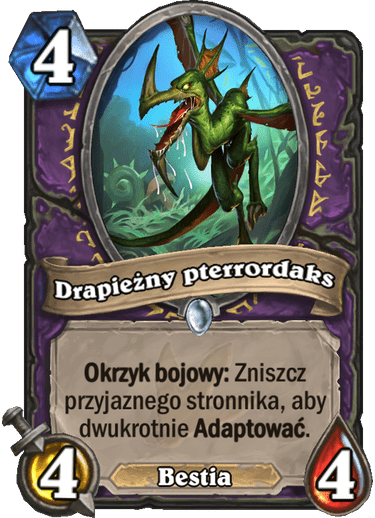 4
Drapieżny pterrordaks
Okrzyk bojowy: Zniszcz
przyjaznego stronnika, aby
dwukrotnie Adaptować.
4
Bestia
4